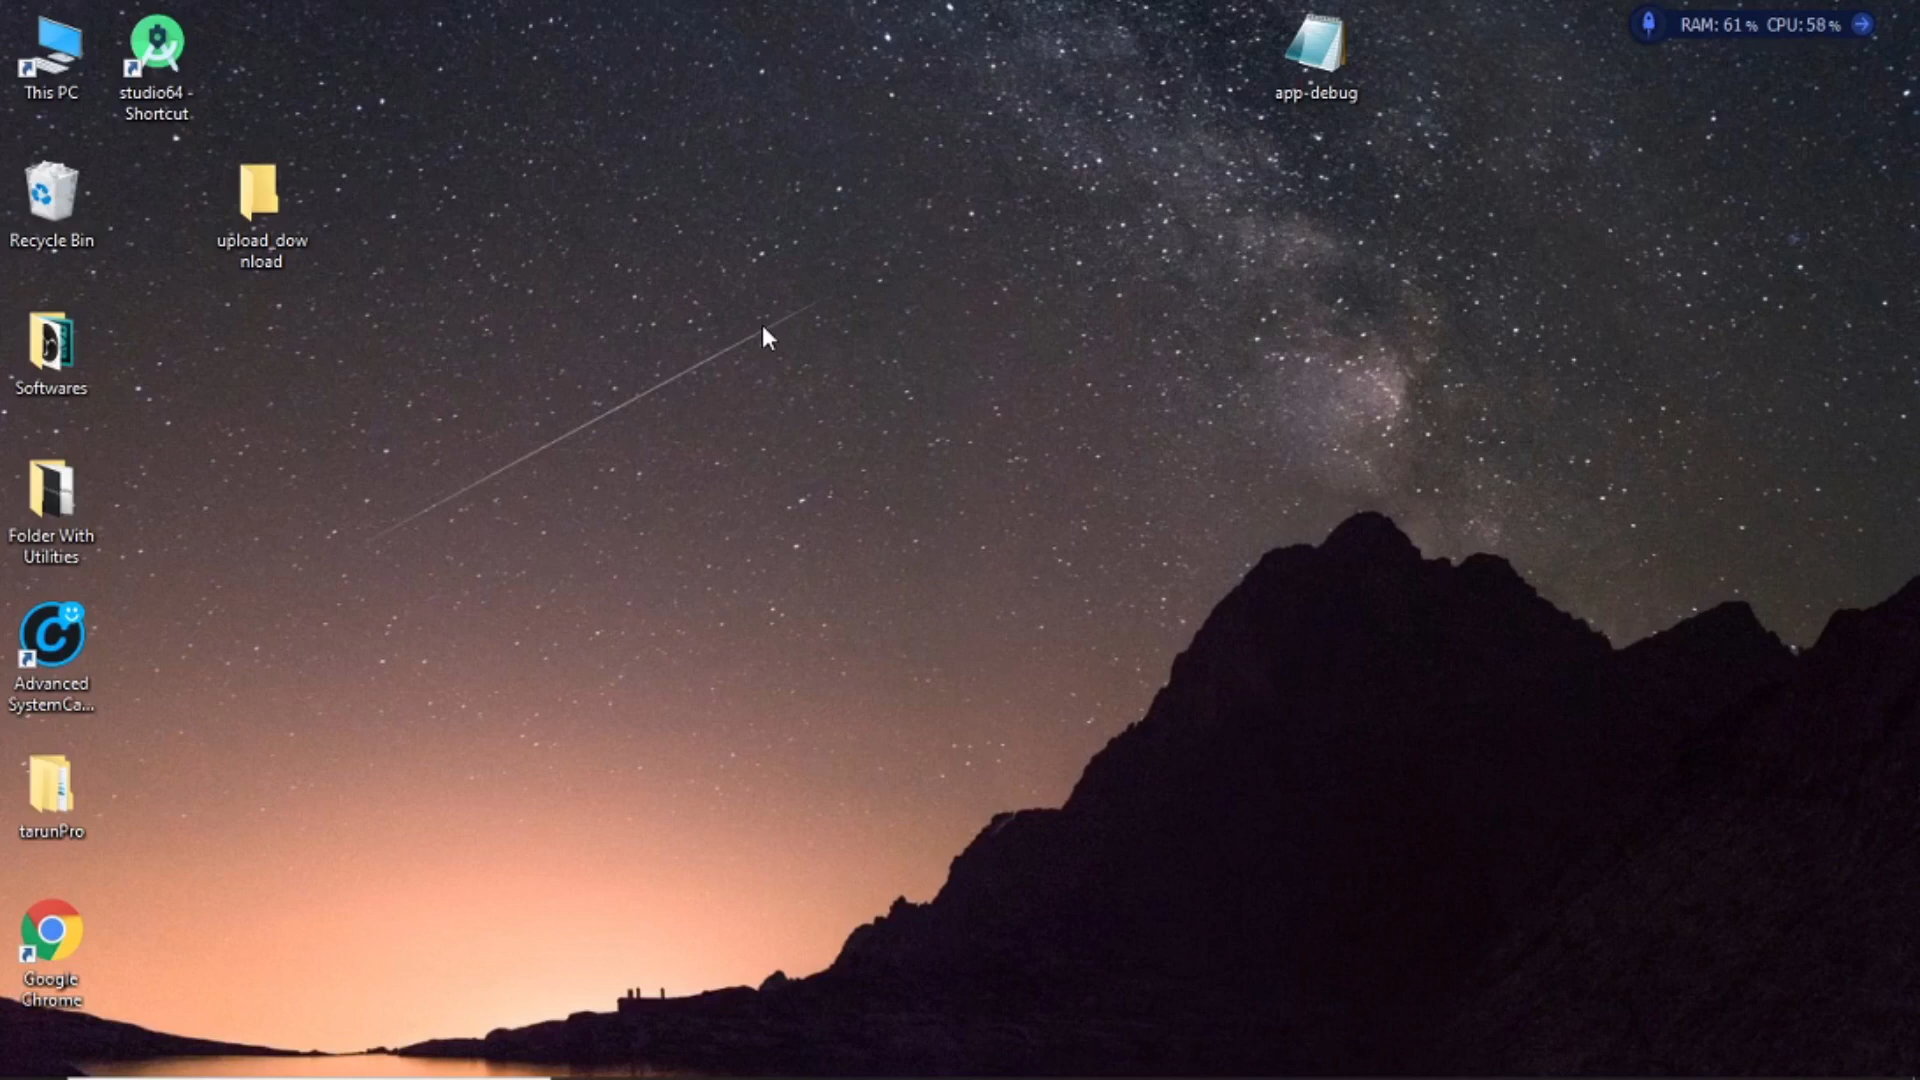 This PC
studio64 -
Shortcut
app-debug
RAM: 61% CPU: 58%
Recycle Bin
upload_dow
nload
Softwares
Folder With
Utilities
Advanced
SystemCa...
tarunPro
Google
Chrome